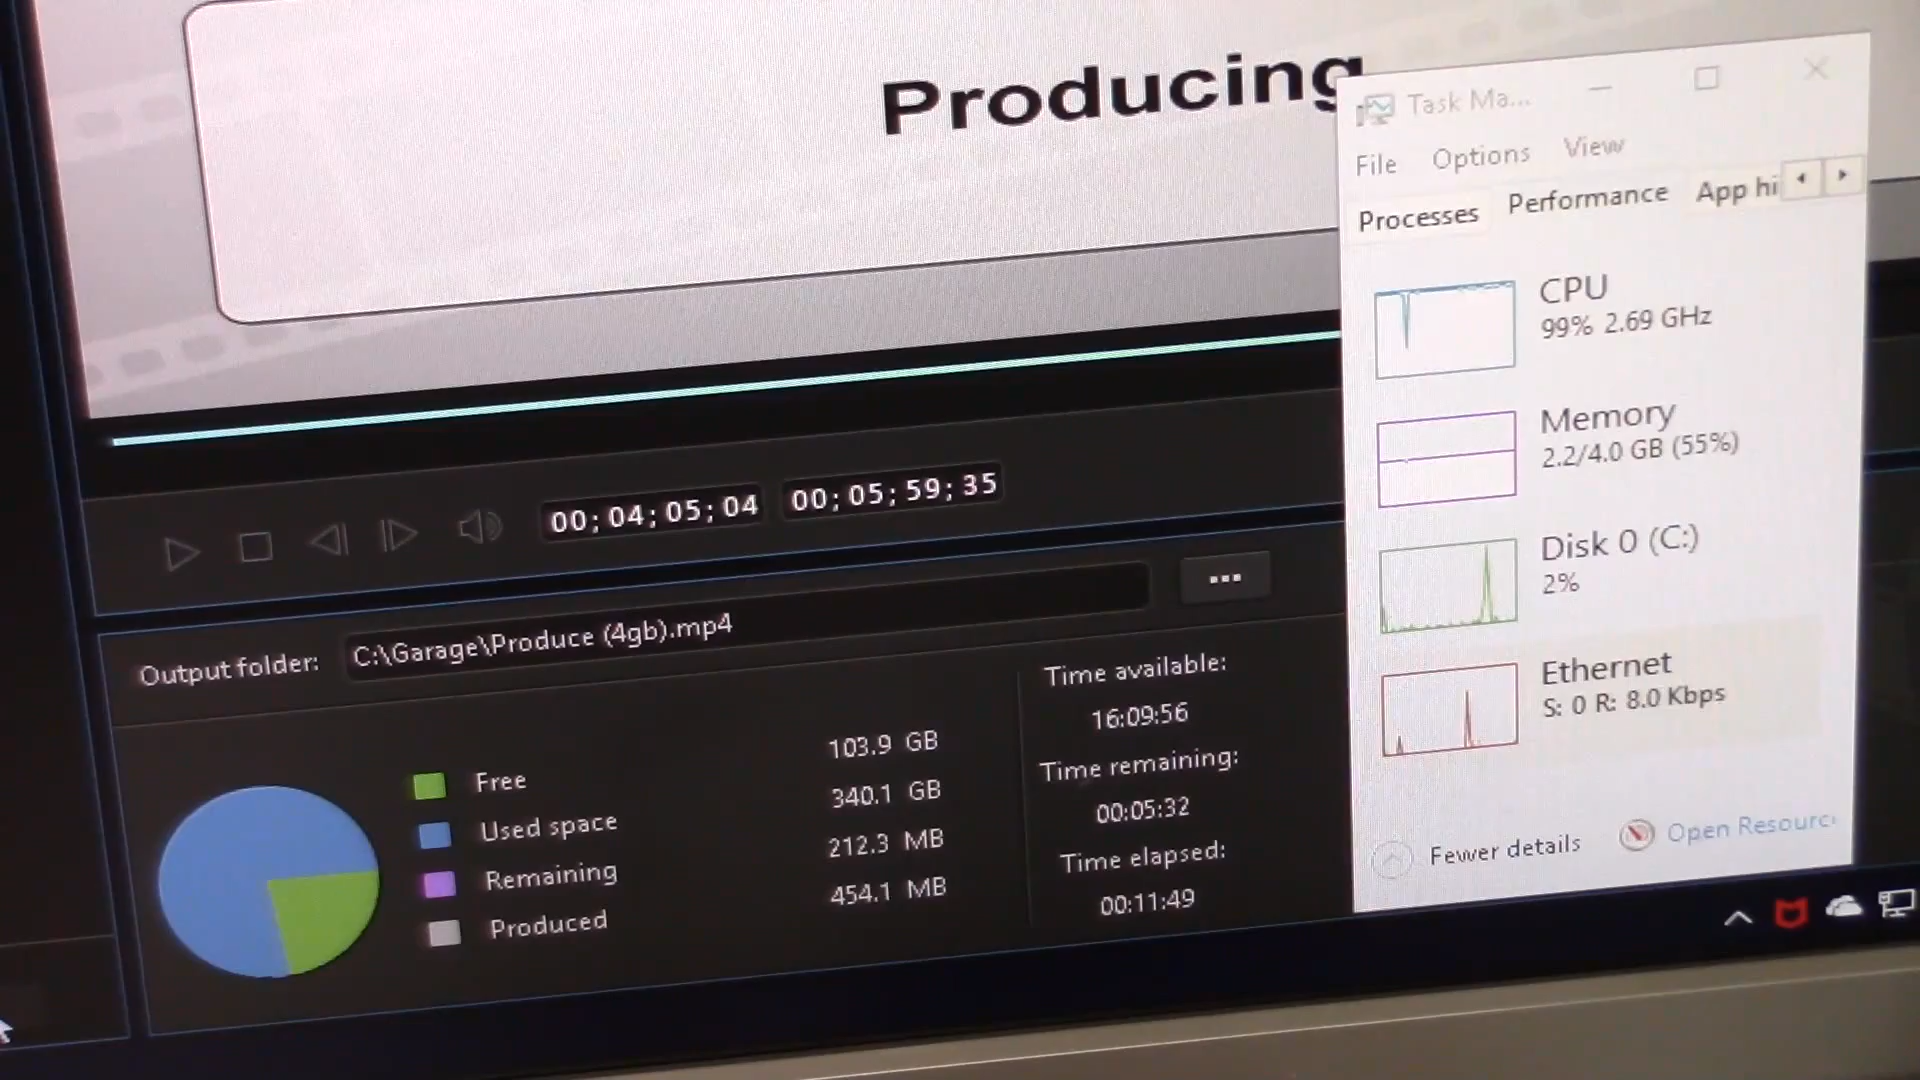 Producing
Task Ma...
File Options View
Processes Performance App hi
CPU
99% 2.69 GHz
Memory
2.2/4.0 GB (55%)
Disk 0 (C:)
2%
Ethernet
S: 0 R: 8.0 Kbps
Fewer details Open Resourc
00;04;05;04 00;05;59;35
Output folder: C:\Garage\Produce (4gb).mp4 ...
Free 103.9 GB
Used space 340.1 GB
Remaining 212.3 MB
Produced 454.1 MB
Time available:
16:09:56
Time remaining:
00:05:32
Time elapsed:
00:11:49